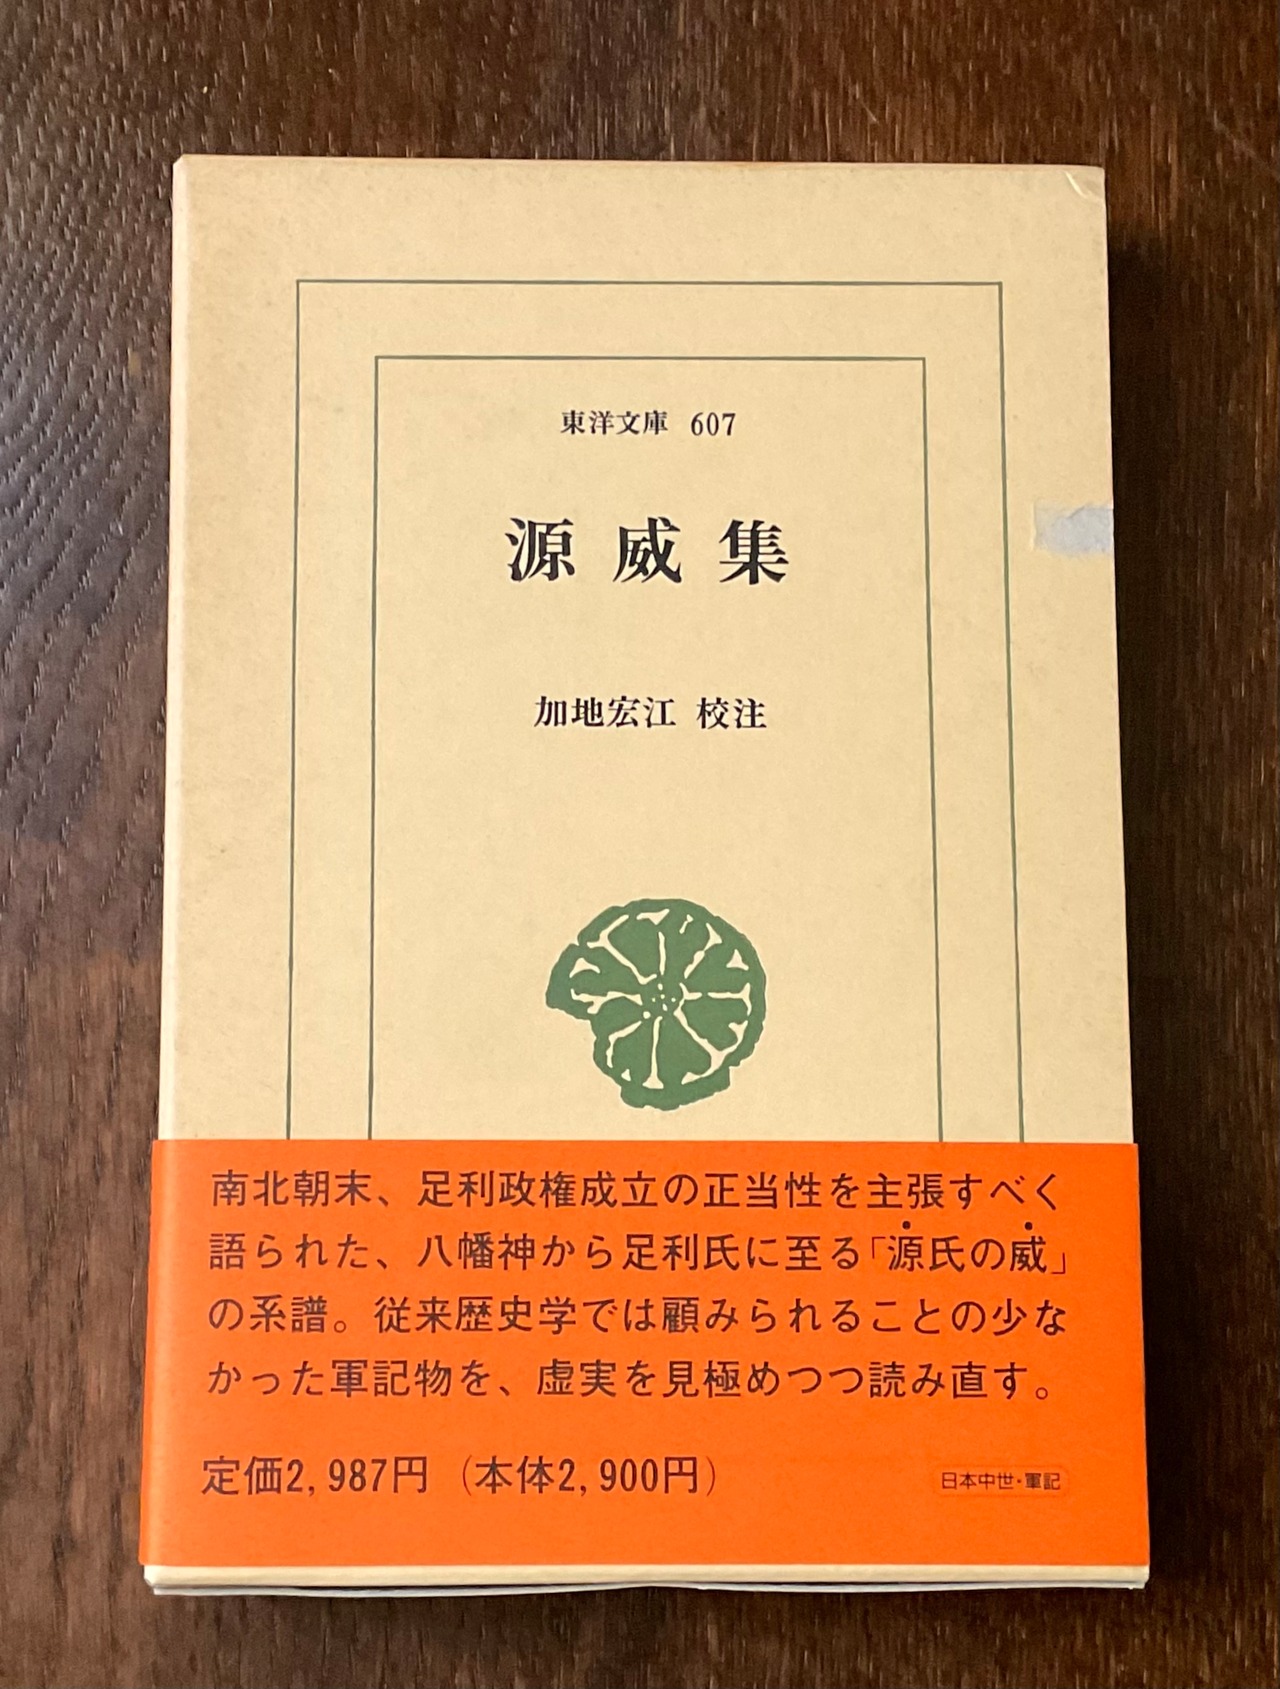 東洋文庫 607
源威集
加地宏江 校注
南北朝末、足利政権成立の正当性を主張すべく
語られた、八幡神から足利氏に至る「源氏の威」
の系譜。従来歴史学では顧みられることの少な
かった軍記物を、虚実を見極めつつ読み直す。
定価2,987円 (本体2,900円)
日本中世・軍記